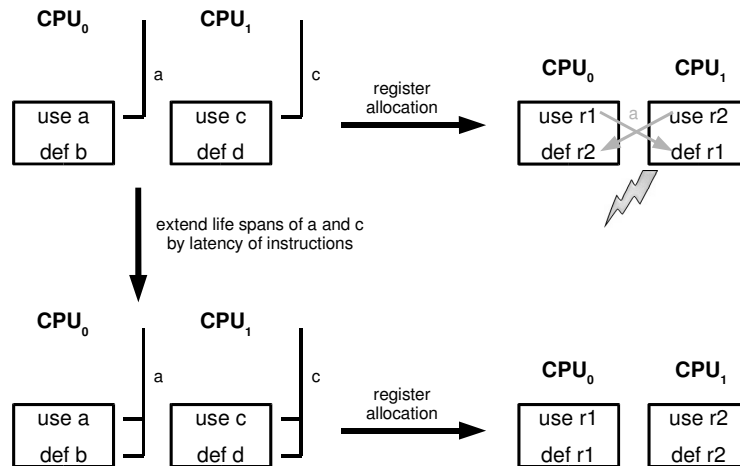 CPU0 CPU1
a c
use a use c
def b def d
register
allocation
CPU0 CPU1
use r1 a use r2
def r2 def r1
extend life spans of a and c
by latency of instructions
CPU0 CPU1
a c
use a use c
def b def d
register
allocation
CPU0 CPU1
use r1 use r2
def r1 def r2